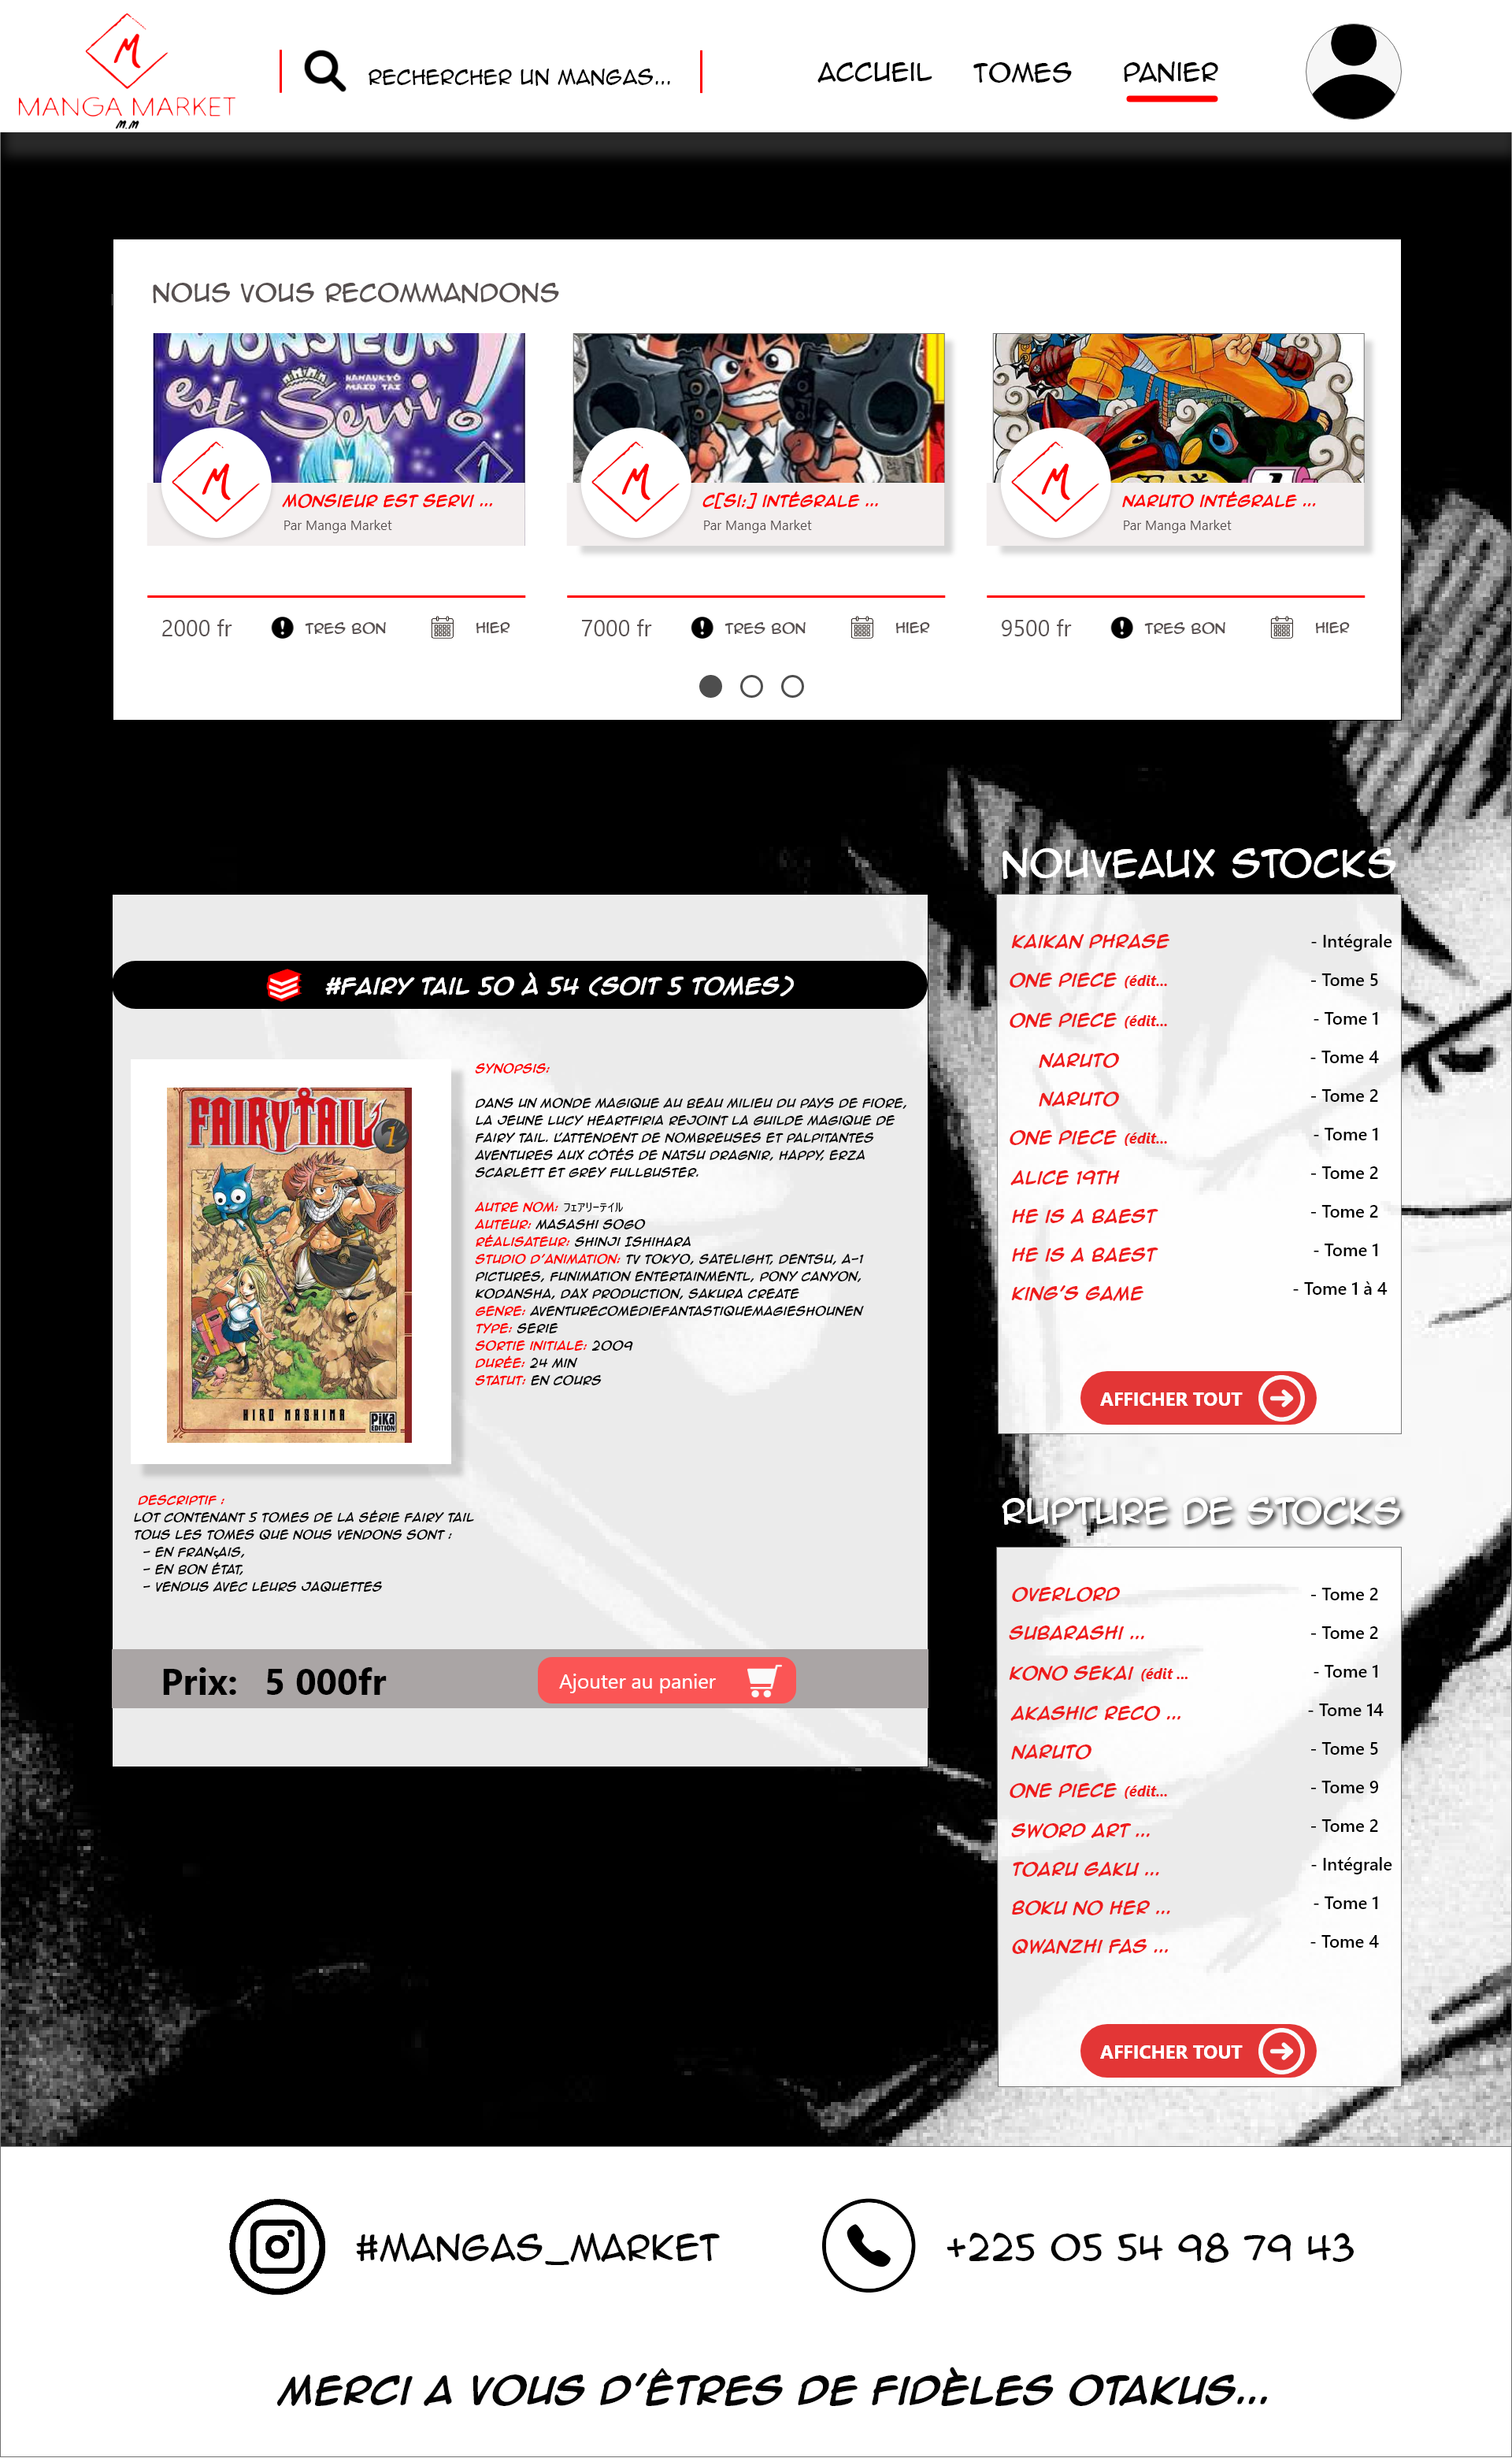 M
MANGA MARKET
M.M
RECHERCHER UN MANGAS...
ACCUEIL
TOMES
PANIER
NOUS VOUS RECOMMANDONS
MONSIEUR
est Servi!
HANAUKYO
MAID TAI
1
M
MONSIEUR EST SERVI ...
Par Manga Market
M
C[SI;] INTÉGRALE ...
Par Manga Market
M
NARUTO INTÉGRALE ...
Par Manga Market
2000 fr
TRES BON
HIER
7000 fr
TRES BON
HIER
9500 fr
TRES BON
HIER
#FAIRY TAIL 50 À 54 (SOIT 5 TOMES)
FAIRY TAIL
1
HIRO MASHIMA
PIKA
EDITION
SYNOPSIS:
DANS UN MONDE MAGIQUE AU BEAU MILIEU DU PAYS DE FIORE,
LA JEUNE LUCY HEARTFIRIA REJOINT LA GUILDE MAGIQUE DE
FAIRY TAIL. L'ATTENDENT DE NOMBREUSES ET PALPITANTES
AVENTURES AUX CÔTÉS DE NATSU DRAGNIR, HAPPY, ERZA
SCARLETT ET GREY FULLBUSTER.
AUTRE NOM: フェアリーテイル
AUTEUR: MASASHI SOGO
RÉALISATEUR: SHINJI ISHIHARA
STUDIO D'ANIMATION: TV TOKYO, SATELIGHT, DENTSU, A-1
PICTURES, FUNIMATION ENTERTAINMENTL, PONY CANYON,
KODANSHA, DAX PRODUCTION, SAKURA CREATE
GENRE: AVENTURECOMEDIEFANTASTIQUEMAGIESHOUNEN
TYPE: SERIE
SORTIE INITIALE: 2009
DURÉE: 24 MIN
STATUT: EN COURS
DESCRIPTIF :
LOT CONTENANT 5 TOMES DE LA SÉRIE FAIRY TAIL
TOUS LES TOMES QUE NOUS VENDONS SONT :
- EN FRANçAIS,
- EN BON ÉTAT,
- VENDUS AVEC LEURS JAQUETTES
Prix: 5 000fr
Ajouter au panier
NOUVEAUX STOCKS
KAIKAN PHRASE - Intégrale
ONE PIECE (édit... - Tome 5
ONE PIECE (édit... - Tome 1
NARUTO - Tome 4
NARUTO - Tome 2
ONE PIECE (édit... - Tome 1
ALICE 19TH - Tome 2
HE IS A BAEST - Tome 2
HE IS A BAEST - Tome 1
KING'S GAME - Tome 1 à 4
AFFICHER TOUT
RUPTURE DE STOCKS
OVERLORD - Tome 2
SUBARASHI ... - Tome 2
KONO SEKAI (édit ... - Tome 1
AKASHIC RECO ... - Tome 14
NARUTO - Tome 5
ONE PIECE (édit... - Tome 9
SWORD ART ... - Tome 2
TOARU GAKU ... - Intégrale
BOKU NO HER ... - Tome 1
QWANZHI FAS ... - Tome 4
AFFICHER TOUT
#MANGAS_MARKET
+225 05 54 98 79 43
MERCI A VOUS D'ÊTRES DE FIDÈLES OTAKUS...